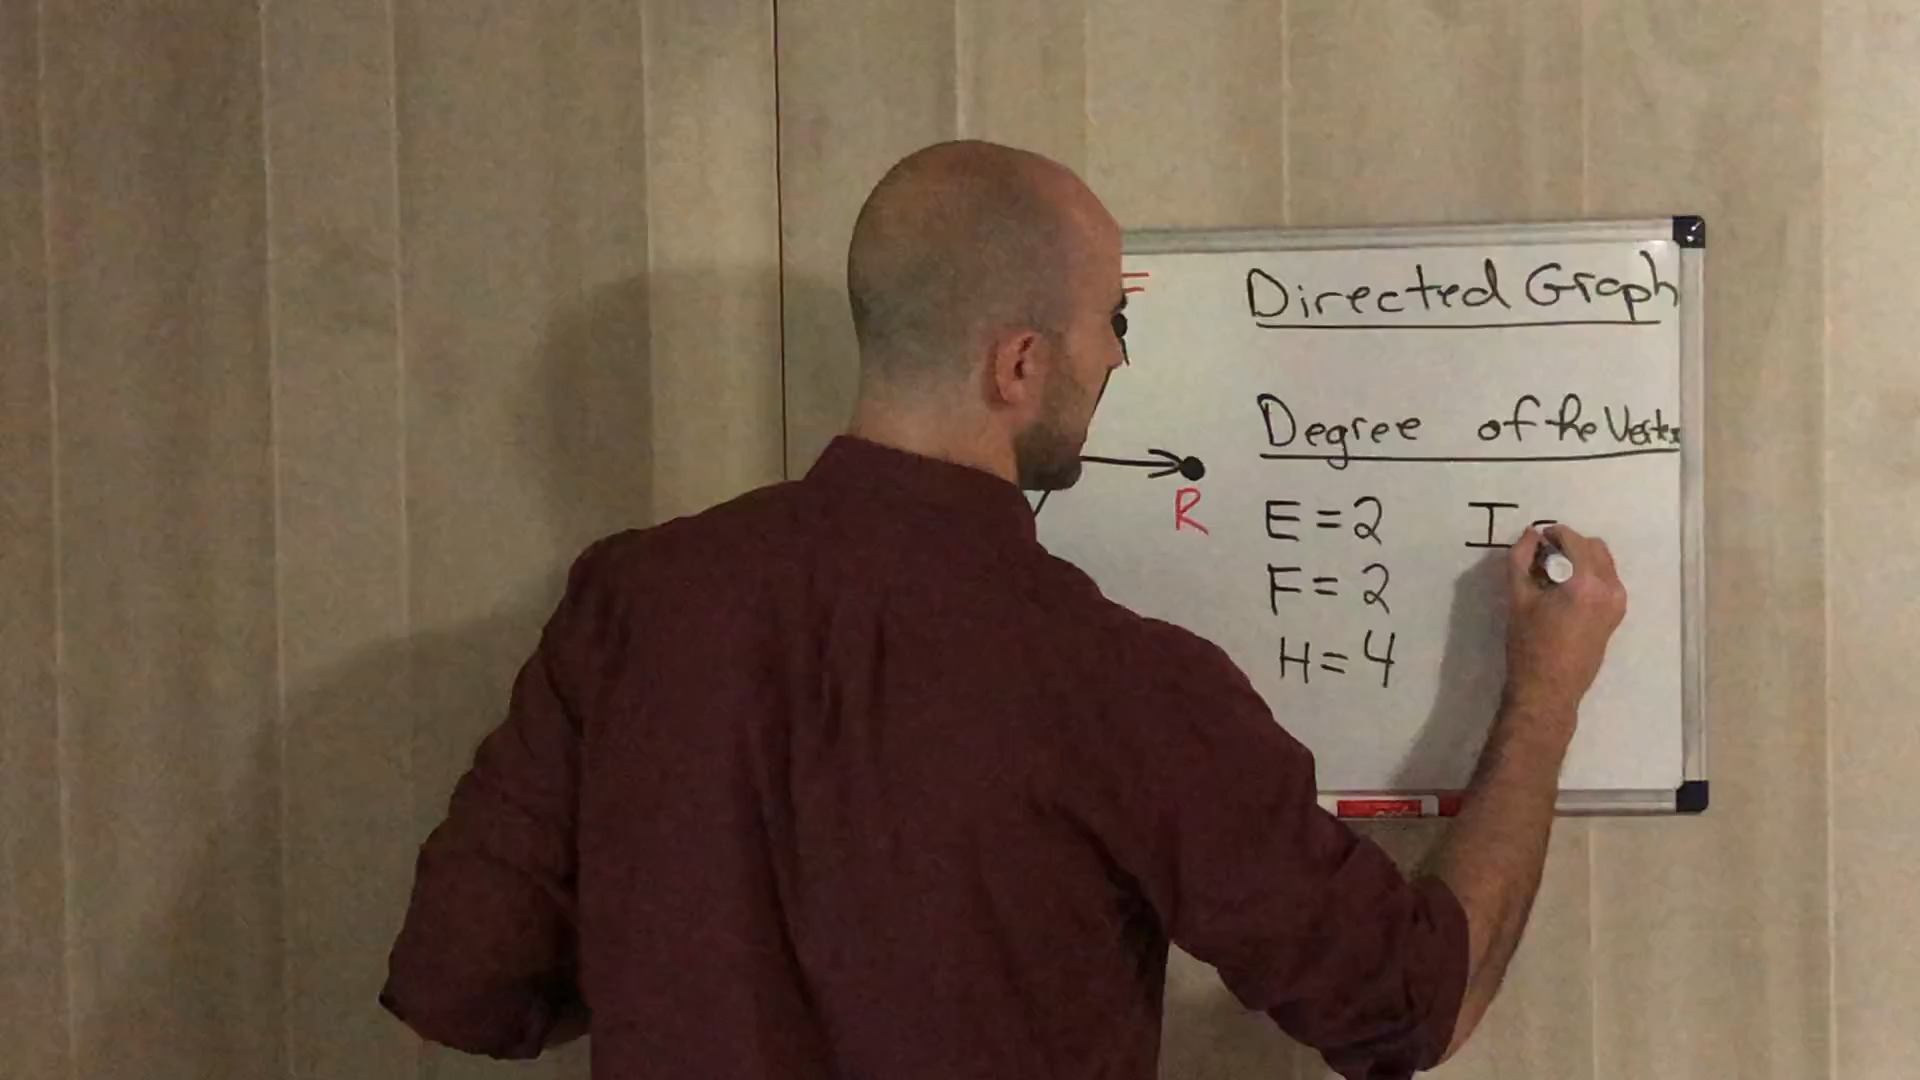 F
Directed Graph
Degree of the Vertex
R
E = 2
F = 2
H = 4
I =